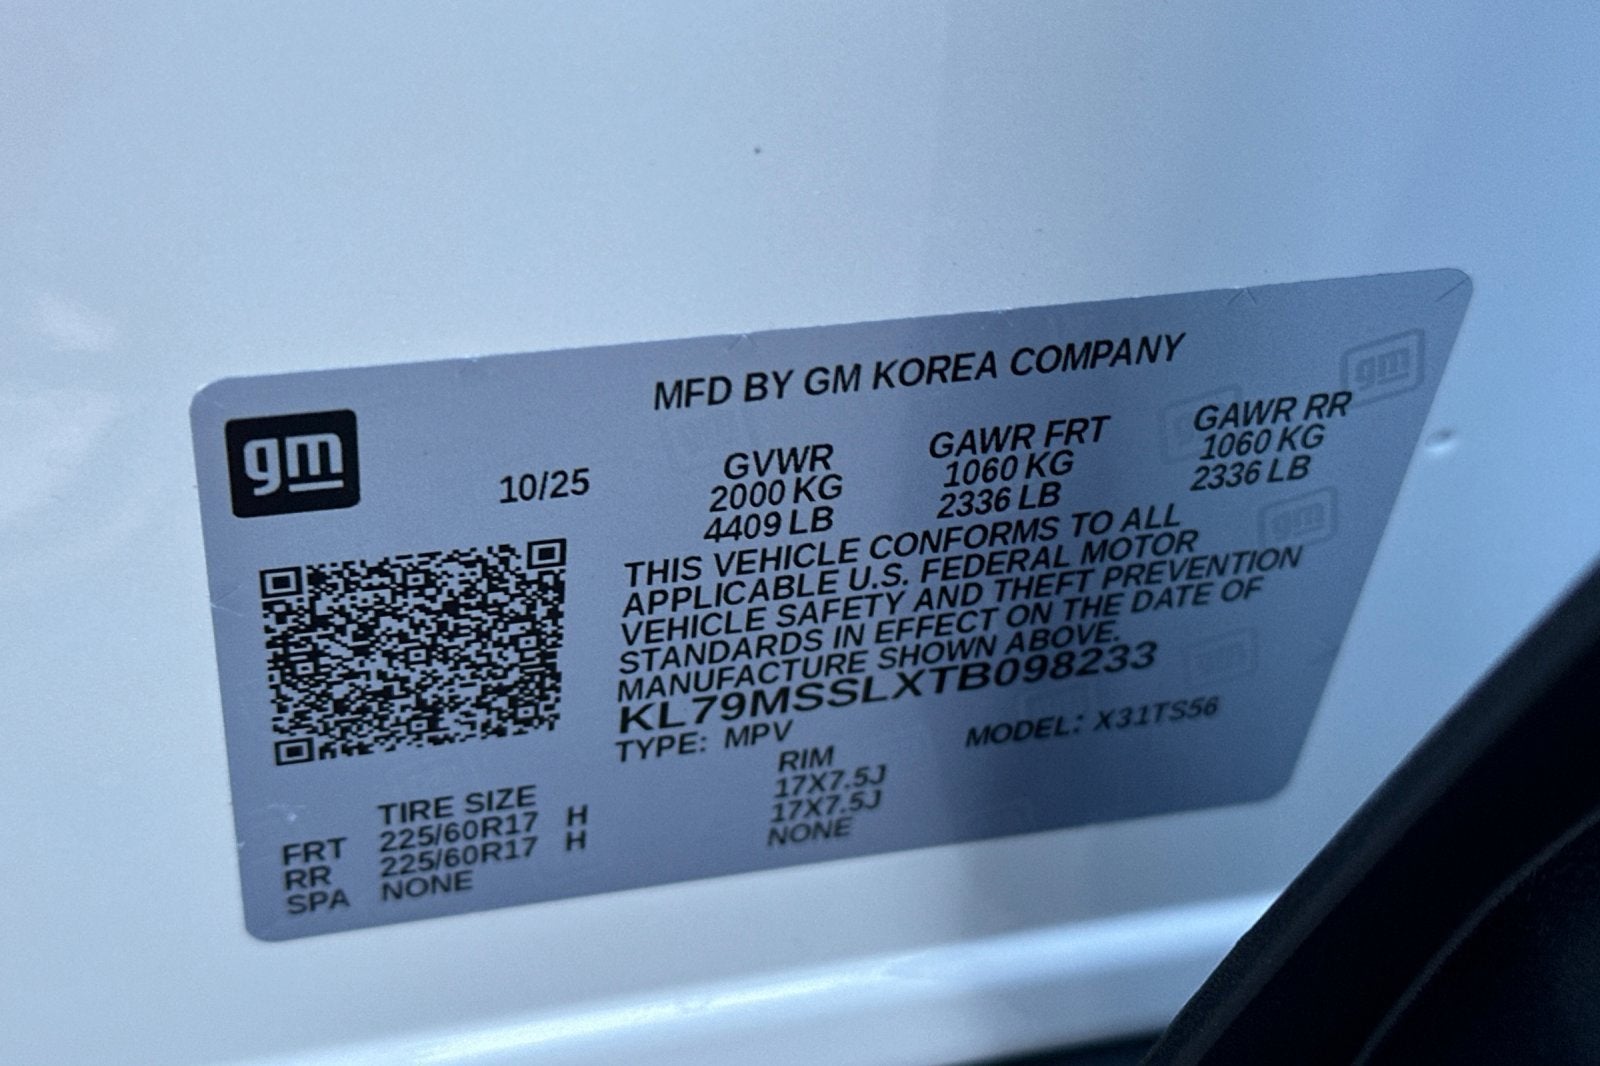 MFD BY GM KOREA COMPANY
gm
10/25
GVWR GAWR FRT GAWR RR
2000 KG 1060 KG 1060 KG
4409 LB 2336 LB 2336 LB
THIS VEHICLE CONFORMS TO ALL
APPLICABLE U.S. FEDERAL MOTOR
VEHICLE SAFETY AND THEFT PREVENTION
STANDARDS IN EFFECT ON THE DATE OF
MANUFACTURE SHOWN ABOVE.
KL79MSSLXTB098233
TYPE: MPV MODEL: X31TS56
TIRE SIZE RIM
FRT 225/60R17 H 17X7.5J
RR 225/60R17 H 17X7.5J
SPA NONE NONE